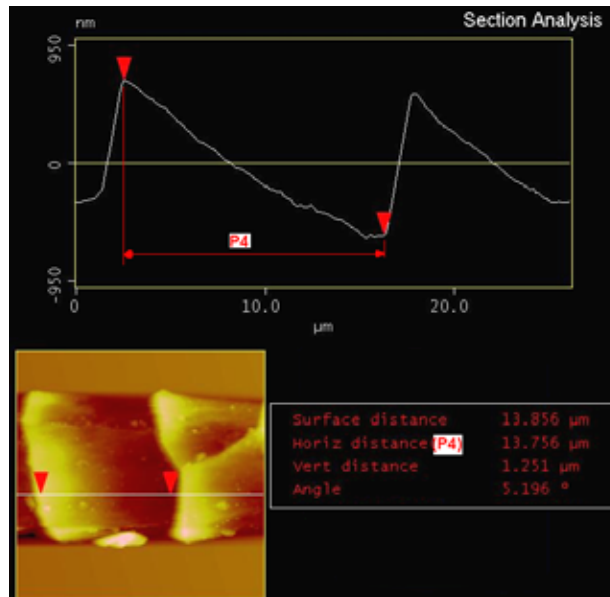 Section Analysis
nm
950
0
-950
P4
0
10.0
20.0
µm
Surface distance 13.856 µm
Horiz distance (P4) 13.756 µm
Vert distance 1.251 µm
Angle 5.196 °